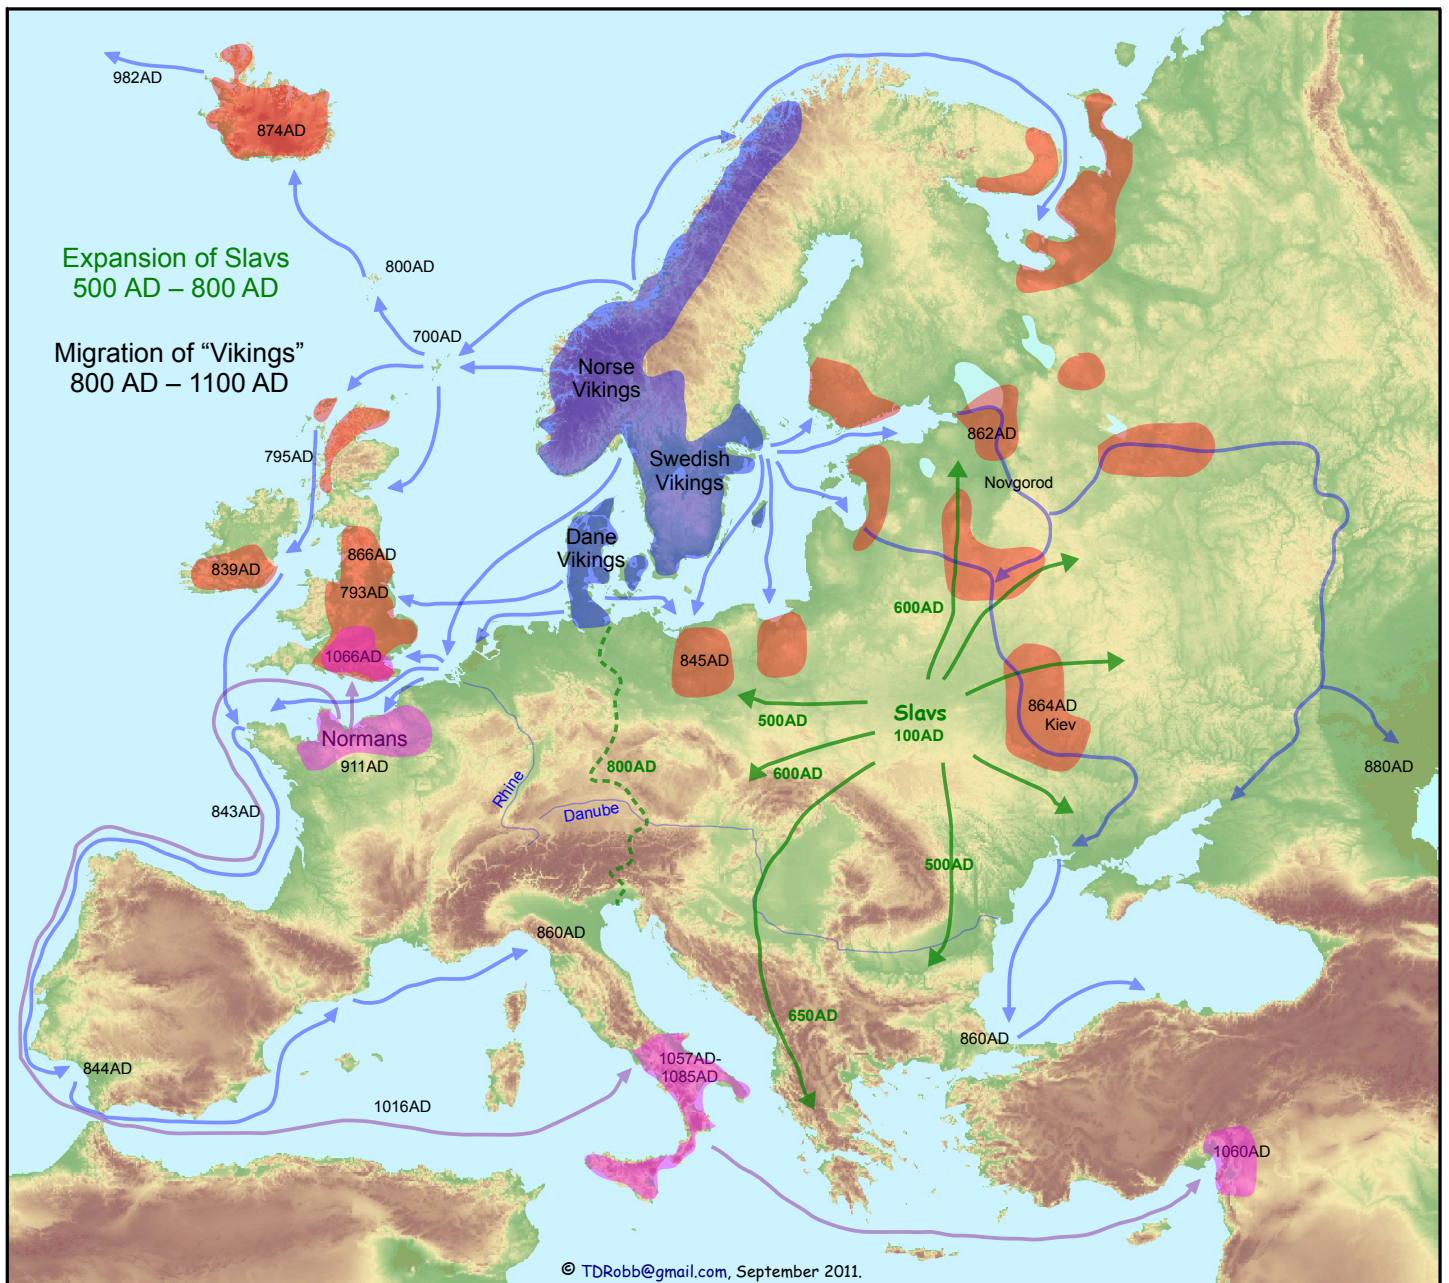 982AD
874AD
Expansion of Slavs
500 AD – 800 AD
800AD
700AD
Migration of “Vikings”
800 AD – 1100 AD
Norse
Vikings
795AD
Swedish
Vikings
862AD
Novgorod
Dane
Vikings
866AD
839AD
793AD
600AD
1066AD
845AD
864AD
Kiev
Slavs
100AD
500AD
Normans
911AD
800AD
600AD
880AD
Rhine
Danube
843AD
500AD
860AD
650AD
860AD
844AD
1057AD-
1085AD
1016AD
1060AD
© TDRobb@gmail.com, September 2011.